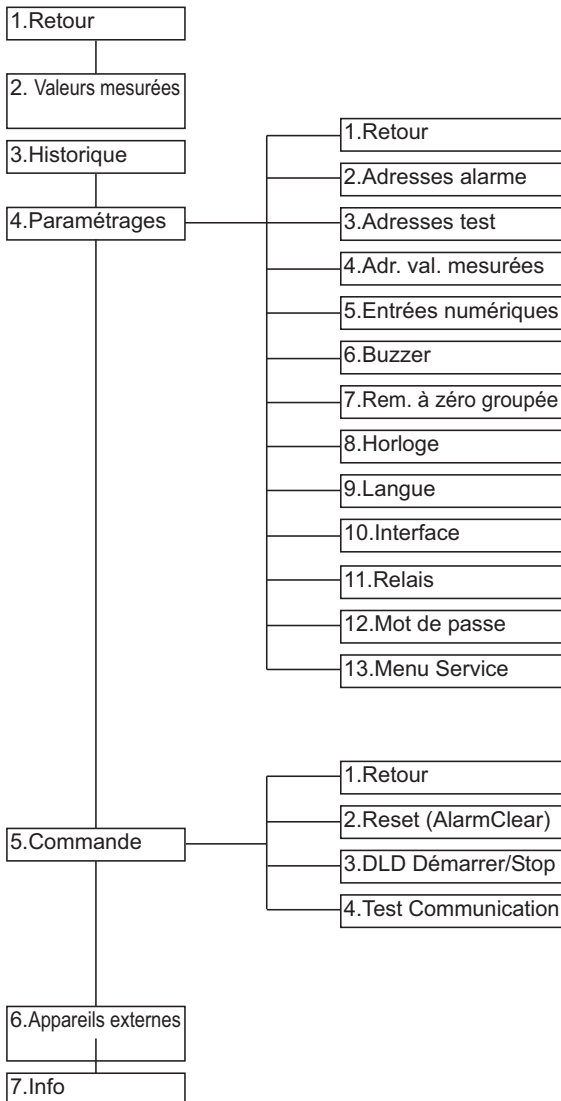 1.Retour
2. Valeurs mesurées
3.Historique
4.Paramétrages
1.Retour
2.Adresses alarme
3.Adresses test
4.Adr. val. mesurées
5.Entrées numériques
6.Buzzer
7.Rem. à zéro groupée
8.Horloge
9.Langue
10.Interface
11.Relais
12.Mot de passe
13.Menu Service
5.Commande
1.Retour
2.Reset (AlarmClear)
3.DLD Démarrer/Stop
4.Test Communication
6.Appareils externes
7.Info